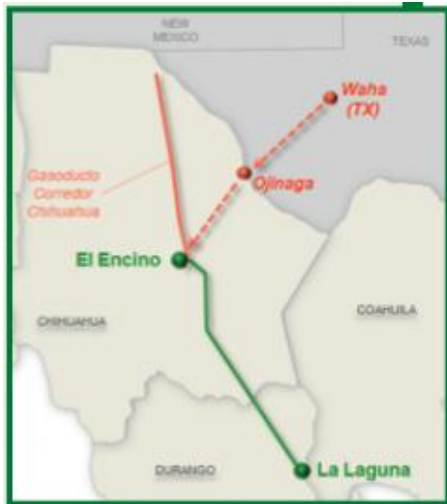 NEW
MEXICO
TEXAS
Waha
(TX)
Gasoducto
Corredor
Chihuahua
Ojinaga
El Encino
CHIHUAHUA
COAHUILA
DURANGO
La Laguna